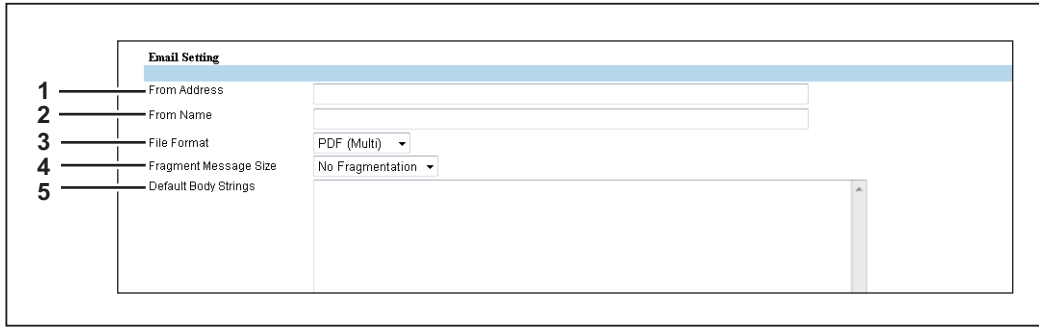 Email Setting
1 From Address
2 From Name
3 File Format PDF (Multi)
4 Fragment Message Size No Fragmentation
5 Default Body Strings